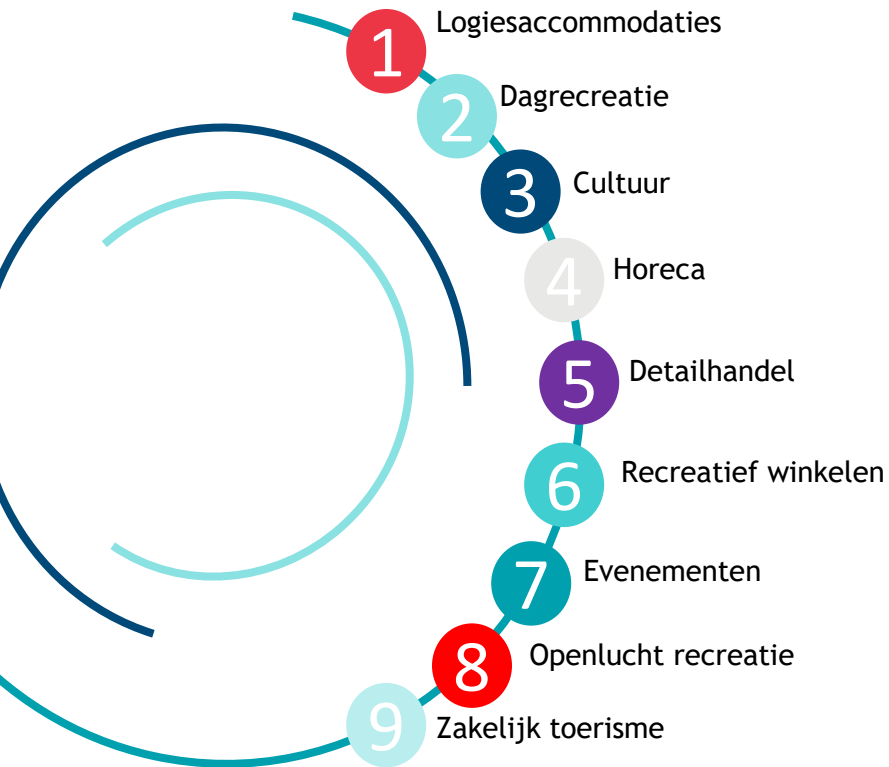 1 Logiesaccommodaties
2 Dagrecreatie
3 Cultuur
4 Horeca
5 Detailhandel
6 Recreatief winkelen
7 Evenementen
8 Openlucht recreatie
9 Zakelijk toerisme